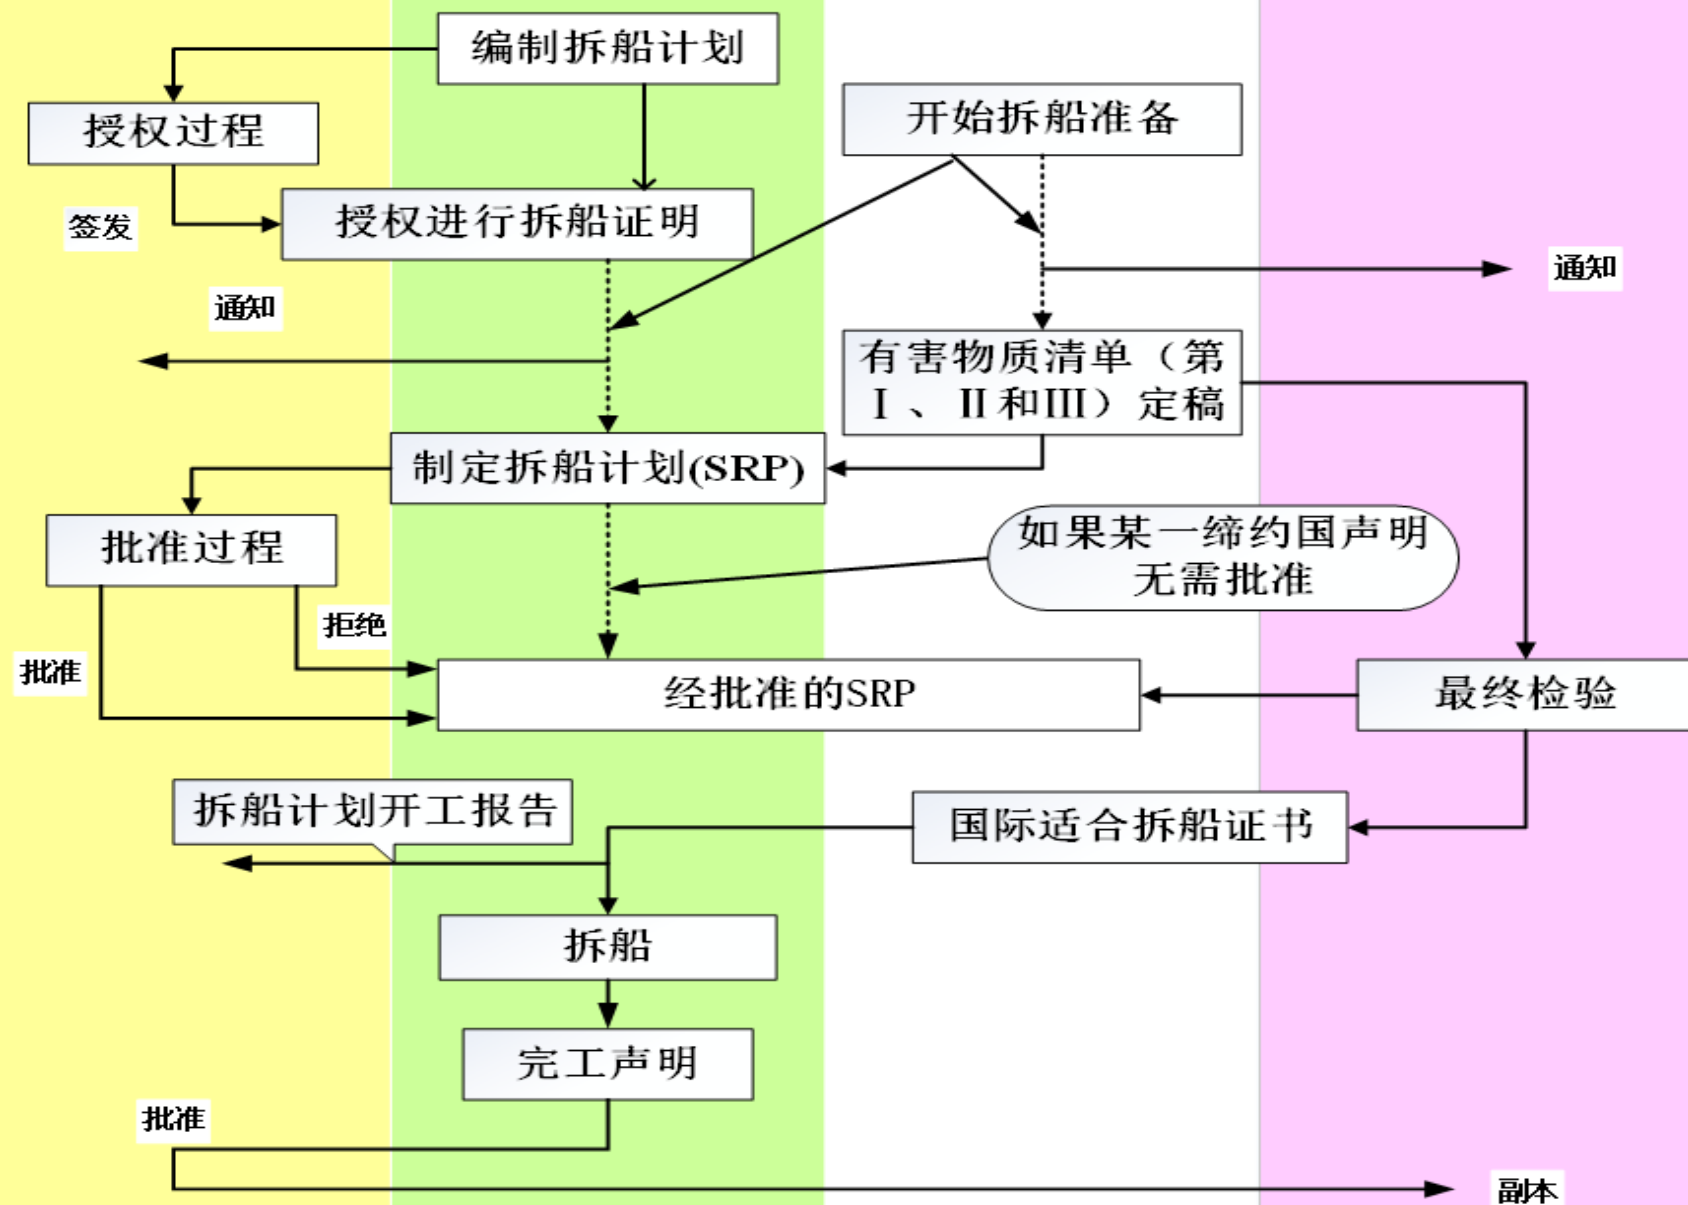 编制拆船计划
开始拆船准备
授权过程
签发
授权进行拆船证明
通知
通知
有害物质清单（第
Ⅰ、Ⅱ和Ⅲ）定稿
制定拆船计划(SRP)
批准过程
如果某一缔约国声明
无需批准
拒绝
批准
经批准的SRP
最终检验
拆船计划开工报告
国际适合拆船证书
拆船
完工声明
批准
副本